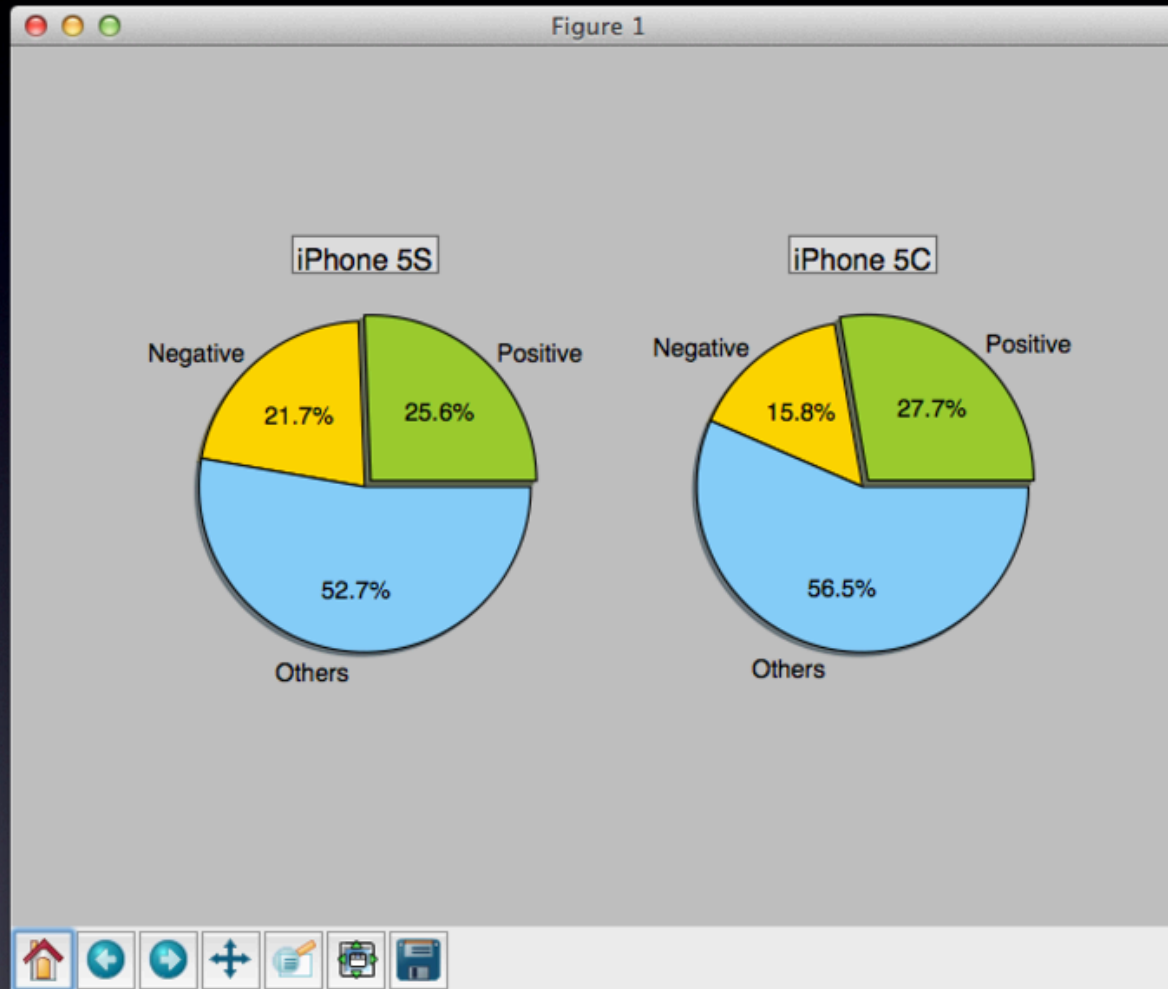 Figure 1
iPhone 5S
Negative
Positive
21.7%
25.6%
52.7%
Others
iPhone 5C
Negative
Positive
15.8%
27.7%
56.5%
Others